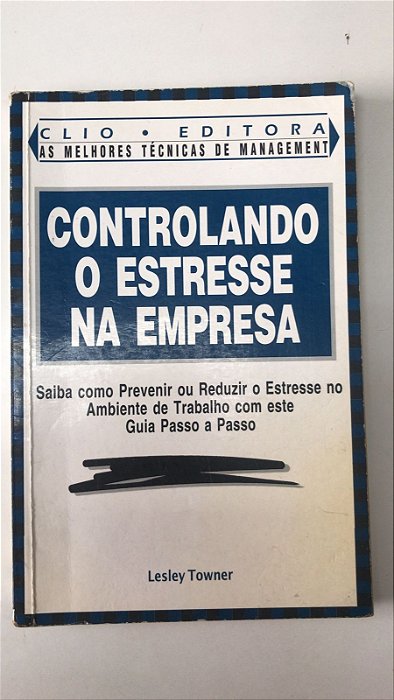 CLIO • EDITORA
AS MELHORES TÉCNICAS DE MANAGEMENT
CONTROLANDO
O ESTRESSE
NA EMPRESA
Saiba como Prevenir ou Reduzir o Estresse no
Ambiente de Trabalho com este
Guia Passo a Passo
Lesley Towner